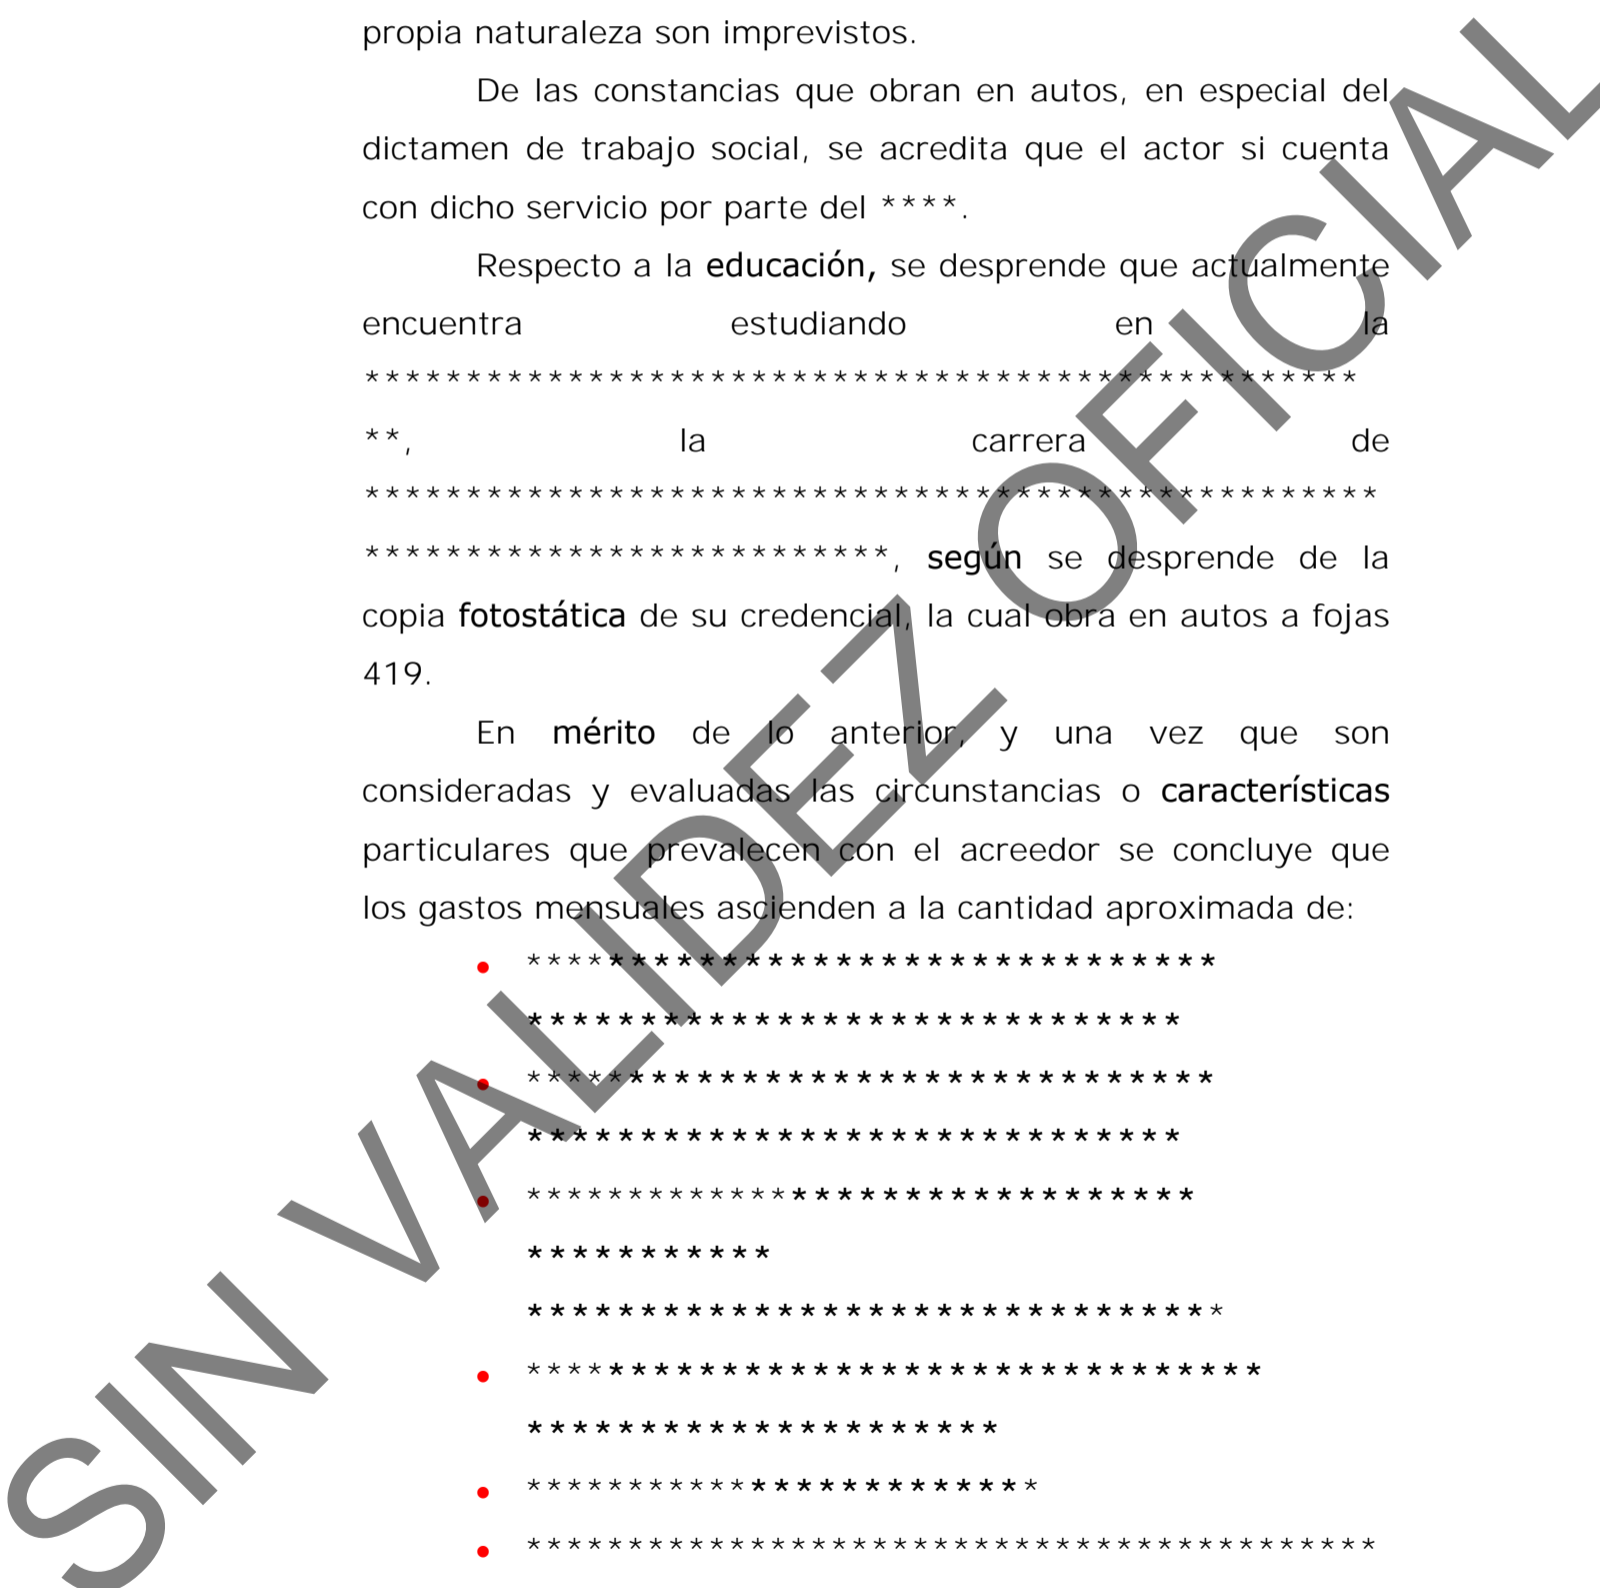 propia naturaleza son imprevistos.
De las constancias que obran en autos, en especial del
dictamen de trabajo social, se acredita que el actor si cuenta
con dicho servicio por parte del ****.
Respecto a la educación, se desprende que actualmente
encuentra estudiando en la
*************************************************
**, la carrera de
**************************************************
**************************, según se desprende de la
copia fotostática de su credencial, la cual obra en autos a fojas
419.
En mérito de lo anterior, y una vez que son
consideradas y evaluadas las circunstancias o características
particulares que prevalecen con el acreedor se concluye que
los gastos mensuales ascienden a la cantidad aproximada de:
• *******************************
*****************************
• *******************************
*****************************
• *******************************
***********
*******************************
• *********************************
*********************
• ************************
• ******************************************
SIN VALIDEZ OFICIAL